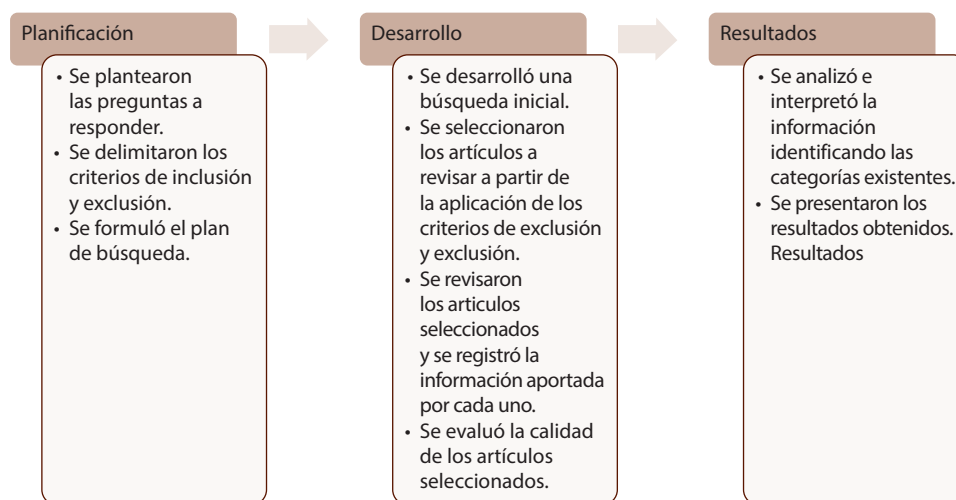 Planificación
• Se plantearon
las preguntas a
responder.
• Se delimitaron los
criterios de inclusión
y exclusión.
• Se formuló el plan
de búsqueda.
Desarrollo
• Se desarrolló una
búsqueda inicial.
• Se seleccionaron
los artículos a
revisar a partir de
la aplicación de los
criterios de exclusión
y exclusión.
• Se revisaron
los articulos
seleccionados
y se registró la
información aportada
por cada uno.
• Se evaluó la calidad
de los artículos
seleccionados.
Resultados
• Se analizó e
interpretó la
información
identificando las
categorías existentes.
• Se presentaron los
resultados obtenidos.
Resultados